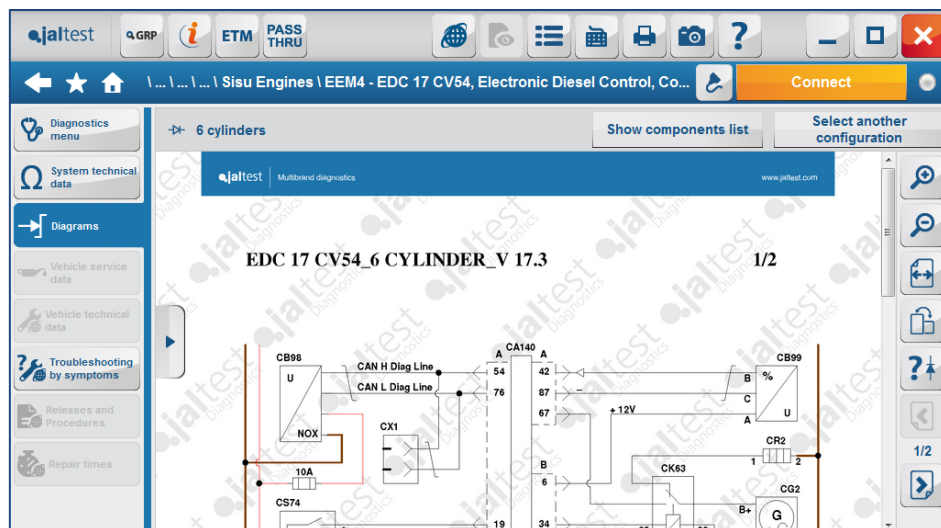 jaltest
GRP
i
ETM
PASS
THRU
?
\ ... \ ... \ ... \ Sisu Engines \ EEM4 - EDC 17 CV54, Electronic Diesel Control, Co...
Connect
Diagnostics
menu
System technical
data
Diagrams
Vehicle service
data
Vehicle technical
data
Troubleshooting
by symptoms
Releases and
Procedures
Repair times
6 cylinders
Show components list
Select another
configuration
jaltest Multibrand diagnostics
www.jaltest.com
EDC 17 CV54_6 CYLINDER_V 17.3
1/2
CA140
A A
CB98
U
NOX
CAN H Diag Line
CAN L Diag Line
54 42
76 87
67
CX1
10A
CS74
+ 12V
CB99
B %
C
A U
CR2
1 2
B
6
CK63
CG2
B+ G
19 34
1/2
jaltest
Diagnostics